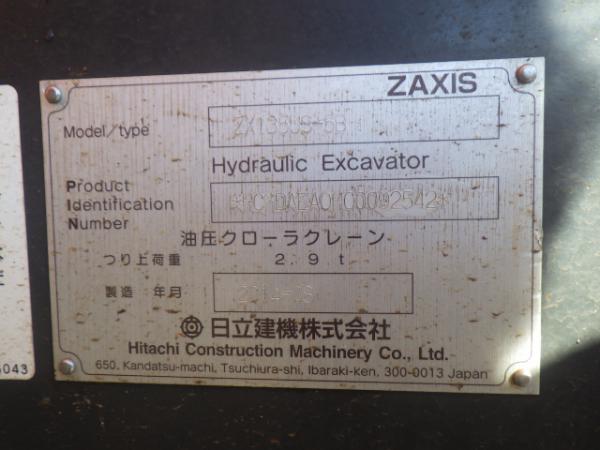 ZAXIS
Model/type
Hydraulic Excavator
Product
Identification
Number
油圧クローラクレーン
つり上荷重 2.9t
製造 年月
日立建機株式会社
Hitachi Construction Machinery Co., Ltd.
650, Kandatsu-machi, Tsuchiura-shi, Ibaraki-ken, 300-0013 Japan